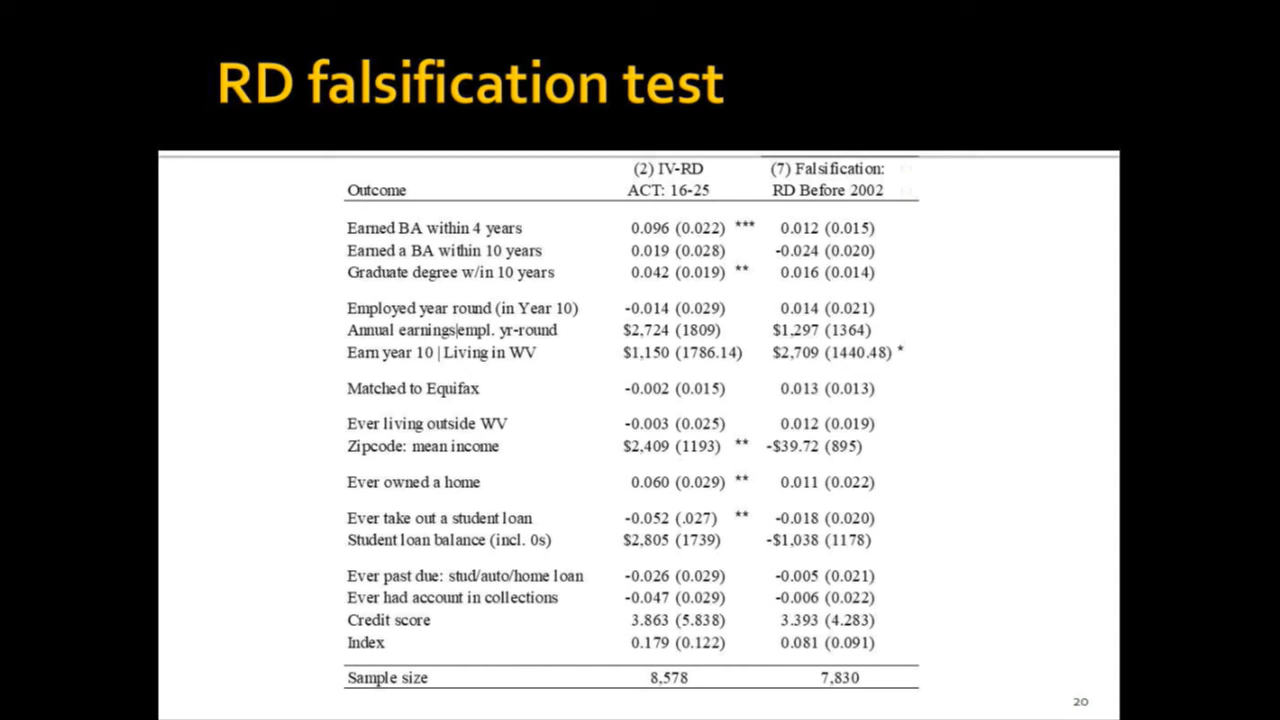 RD falsification test
(2) IV-RD (7) Falsification:
Outcome ACT: 16-25 RD Before 2002
Earned BA within 4 years 0.096 (0.022) *** 0.012 (0.015)
Earned a BA within 10 years 0.019 (0.028) -0.024 (0.020)
Graduate degree w/in 10 years 0.042 (0.019) ** 0.016 (0.014)
Employed year round (in Year 10) -0.014 (0.029) 0.014 (0.021)
Annual earnings|empl. yr-round $2,724 (1809) $1,297 (1364)
Earn year 10 | Living in WV $1,150 (1786.14) $2,709 (1440.48) *
Matched to Equifax -0.002 (0.015) 0.013 (0.013)
Ever living outside WV -0.003 (0.025) 0.012 (0.019)
Zipcode: mean income $2,409 (1193) ** -$39.72 (895)
Ever owned a home 0.060 (0.029) ** 0.011 (0.022)
Ever take out a student loan -0.052 (.027) ** -0.018 (0.020)
Student loan balance (incl. 0s) $2,805 (1739) -$1,038 (1178)
Ever past due: stud/auto/home loan -0.026 (0.029) -0.005 (0.021)
Ever had account in collections -0.047 (0.029) -0.006 (0.022)
Credit score 3.863 (5.838) 3.393 (4.283)
Index 0.179 (0.122) 0.081 (0.091)
Sample size 8,578 7,830
20